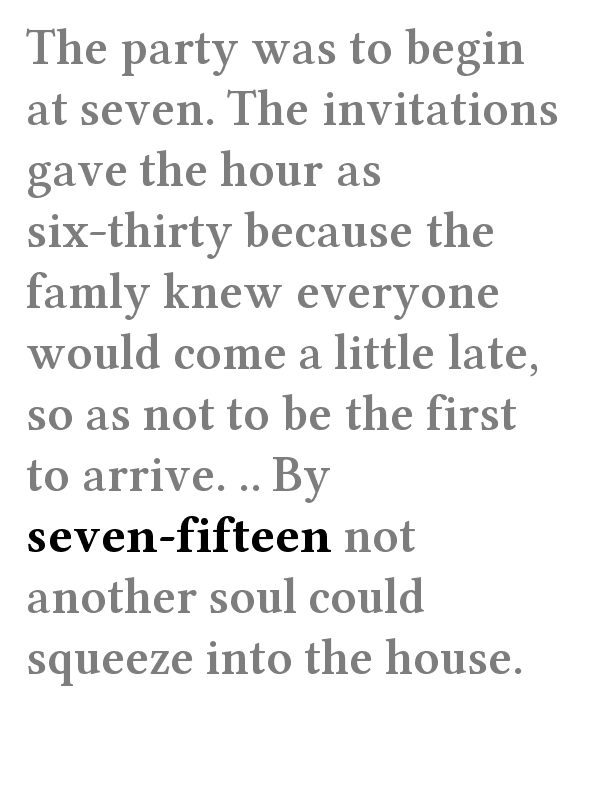 The party was to begin
at seven. The invitations
gave the hour as
six-thirty because the
famly knew everyone
would come a little late,
so as not to be the first
to arrive. .. By
seven-fifteen not
another soul could
squeeze into the house.